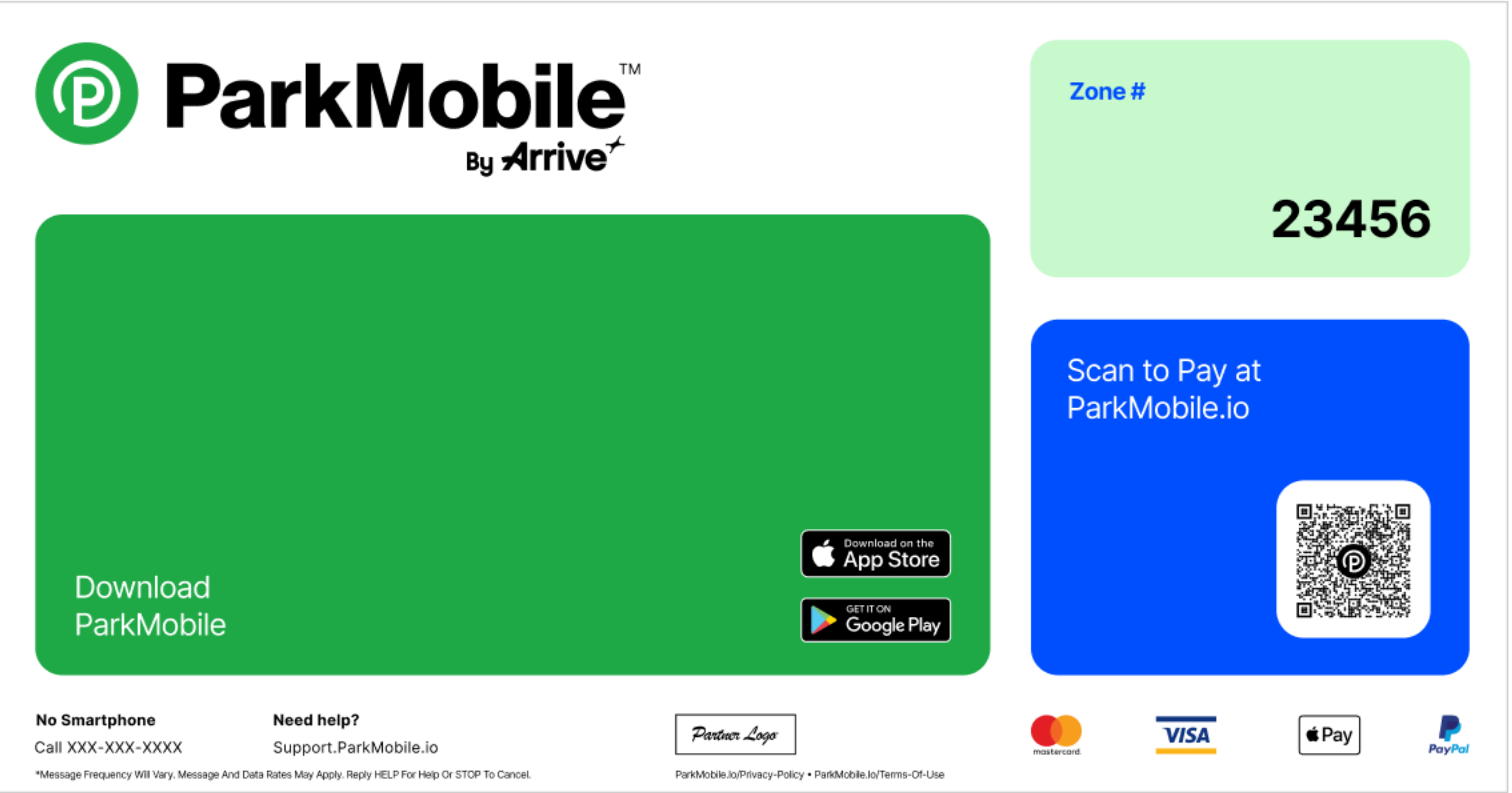 ParkMobile™
By Arrive
Zone #
23456
Download
ParkMobile
Download on the
App Store
GET IT ON
Google Play
Scan to Pay at
ParkMobile.io
No Smartphone
Call XXX-XXX-XXXX
Need help?
Support.ParkMobile.io
*Message Frequency Will Vary. Message And Data Rates May Apply. Reply HELP For Help Or STOP To Cancel.
Partner Logo
ParkMobile.Io/Privacy-Policy • ParkMobile.Io/Terms-Of-Use
mastercard.
VISA
Pay
PayPal